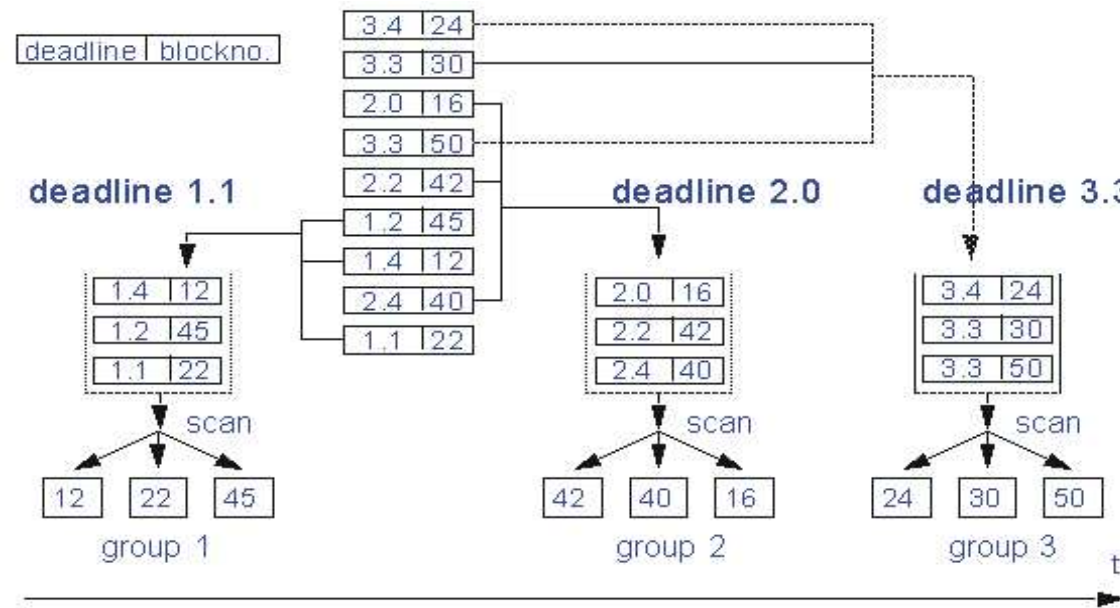 deadline blockno.
3.4 24
3.3 30
2.0 16
3.3 50
2.2 42
1.2 45
1.4 12
2.4 40
1.1 22
deadline 1.1
1.4 12
1.2 45
1.1 22
scan
12 22 45
group 1
deadline 2.0
2.0 16
2.2 42
2.4 40
scan
42 40 16
group 2
deadline 3.3
3.4 24
3.3 30
3.3 50
scan
24 30 50
group 3
t